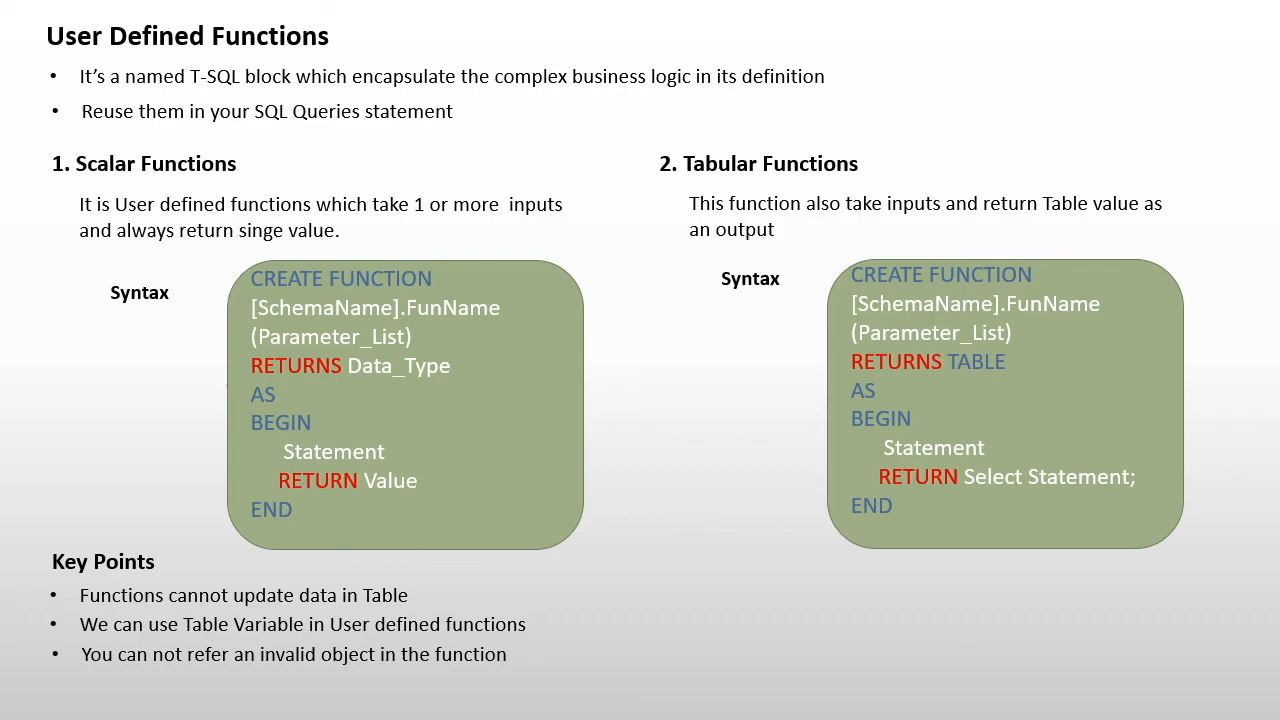 User Defined Functions
• It's a named T-SQL block which encapsulate the complex business logic in its definition
• Reuse them in your SQL Queries statement
1. Scalar Functions
It is User defined functions which take 1 or more inputs
and always return singe value.
Syntax
CREATE FUNCTION
[SchemaName].FunName
(Parameter_List)
RETURNS Data_Type
AS
BEGIN
Statement
RETURN Value
END
2. Tabular Functions
This function also take inputs and return Table value as
an output
Syntax
CREATE FUNCTION
[SchemaName].FunName
(Parameter_List)
RETURNS TABLE
AS
BEGIN
Statement
RETURN Select Statement;
END
Key Points
• Functions cannot update data in Table
• We can use Table Variable in User defined functions
• You can not refer an invalid object in the function